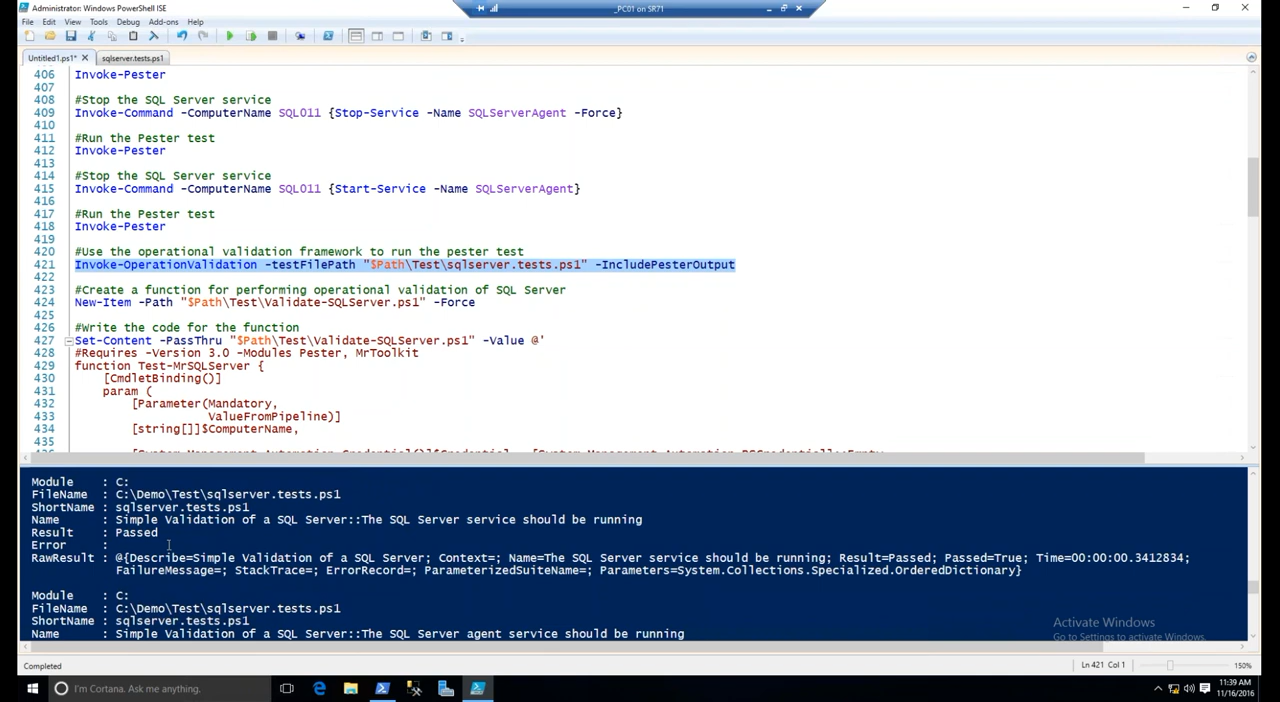 Administrator: Windows PowerShell ISE
_PC01 on SR71
File Edit View Tools Debug Add-ons Help
Untitled1.ps1* X sqlserver.tests.ps1
406 Invoke-Pester
407
408 #Stop the SQL Server service
409 Invoke-Command -ComputerName SQL011 {Stop-Service -Name SQLServerAgent -Force}
410
411 #Run the Pester test
412 Invoke-Pester
413
414 #Stop the SQL Server service
415 Invoke-Command -ComputerName SQL011 {Start-Service -Name SQLServerAgent}
416
417 #Run the Pester test
418 Invoke-Pester
419
420 #Use the operational validation framework to run the pester test
421 Invoke-OperationValidation -testFilePath "$Path\Test\sqlserver.tests.ps1" -IncludePesterOutput
422
423 #Create a function for performing operational validation of SQL Server
424 New-Item -Path "$Path\Test\Validate-SQLServer.ps1" -Force
425
426 #Write the code for the function
427 Set-Content -PassThru "$Path\Test\Validate-SQLServer.ps1" -Value @'
428 #Requires -Version 3.0 -Modules Pester, MrToolkit
429 function Test-MrSQLServer {
430 [CmdletBinding()]
431 param (
432 [Parameter(Mandatory,
433 ValueFromPipeline)]
434 [string[]]$ComputerName,
435
Module : C:
FileName : C:\Demo\Test\sqlserver.tests.ps1
ShortName : sqlserver.tests.ps1
Name : Simple Validation of a SQL Server::The SQL Server service should be running
Result : Passed
Error :
RawResult : @{Describe=Simple Validation of a SQL Server; Context=; Name=The SQL Server service should be running; Result=Passed; Passed=True; Time=00:00:00.3412834;
FailureMessage=; StackTrace=; ErrorRecord=; ParameterizedSuiteName=; Parameters=System.Collections.Specialized.OrderedDictionary}
Module : C:
FileName : C:\Demo\Test\sqlserver.tests.ps1
ShortName : sqlserver.tests.ps1
Name : Simple Validation of a SQL Server::The SQL Server agent service should be running
Activate Windows
Go to Settings to activate Windows.
Completed
Ln 421 Col 1
150%
I'm Cortana. Ask me anything.
11:39 AM
11/16/2016